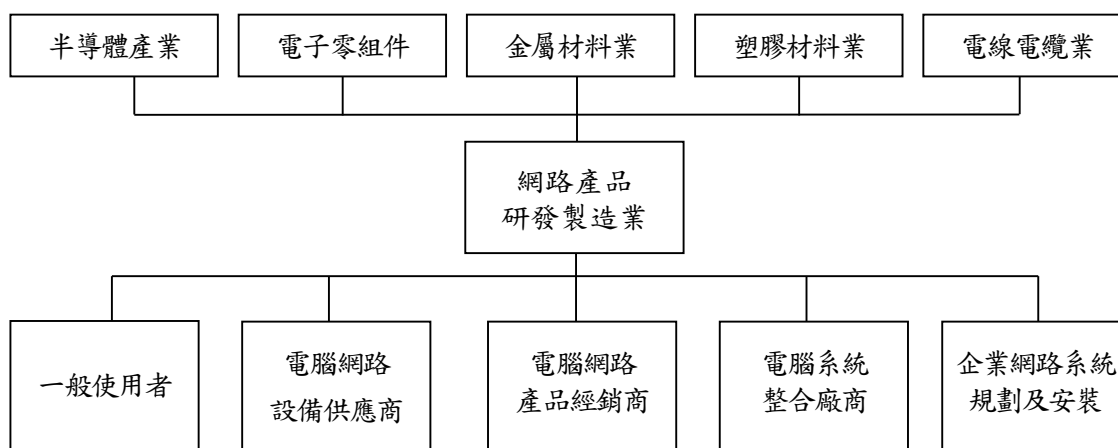 半導體產業
電子零組件
金屬材料業
塑膠材料業
電線電纜業
網路產品
研發製造業
一般使用者
電腦網路
設備供應商
電腦網路
產品經銷商
電腦系統
整合廠商
企業網路系統
規劃及安裝